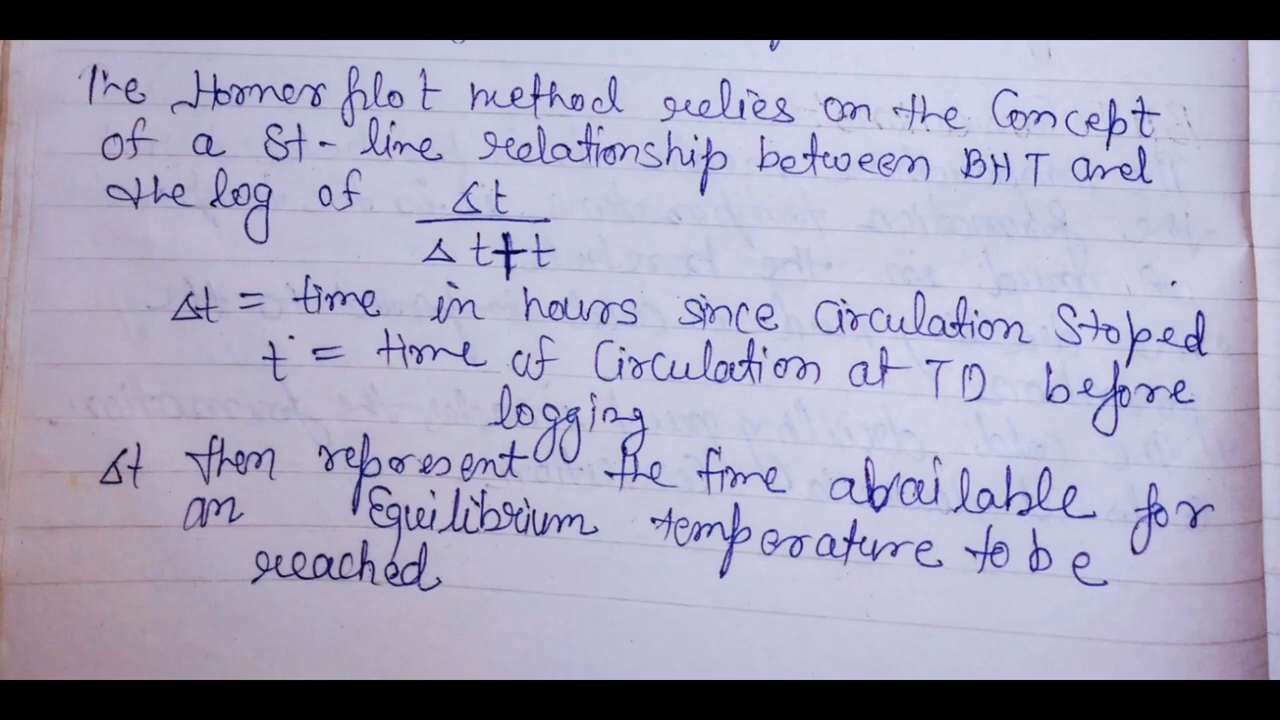 The Horner plot method relies on the Concept
of a St-line relationship between BHT and
the log of Δt
Δt+t
Δt = time in hours since Circulation Stoped
t = time of Circulation at TD before
logging
Δt then represent the time abailable for
an Equilibrium temperature to be
reached